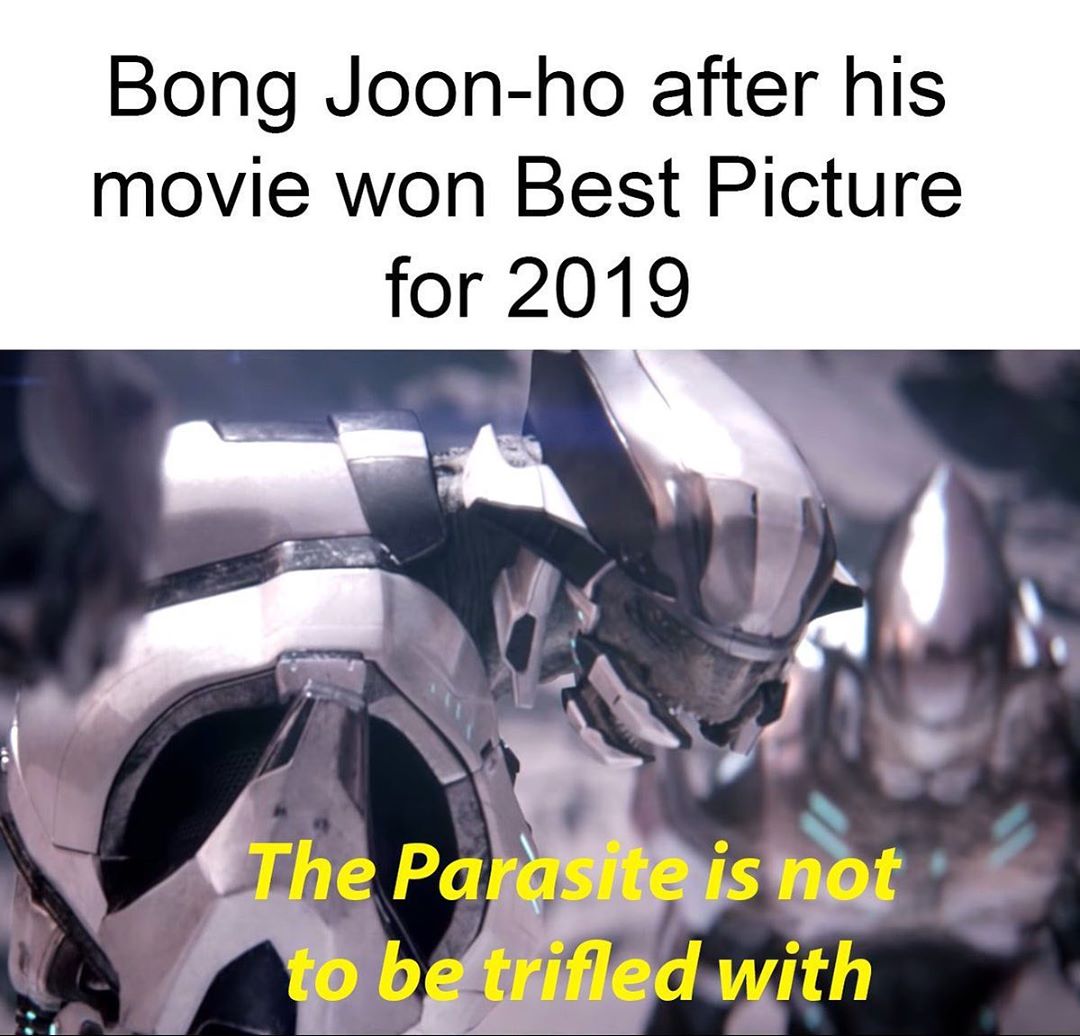 Bong Joon-ho after his
movie won Best Picture
for 2019
The Parasite is not
to be trifled with